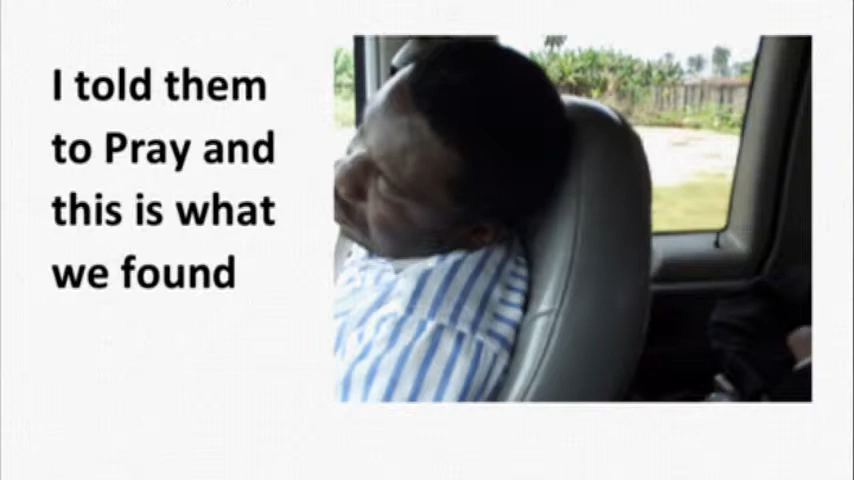 I told them
to Pray and
this is what
we found